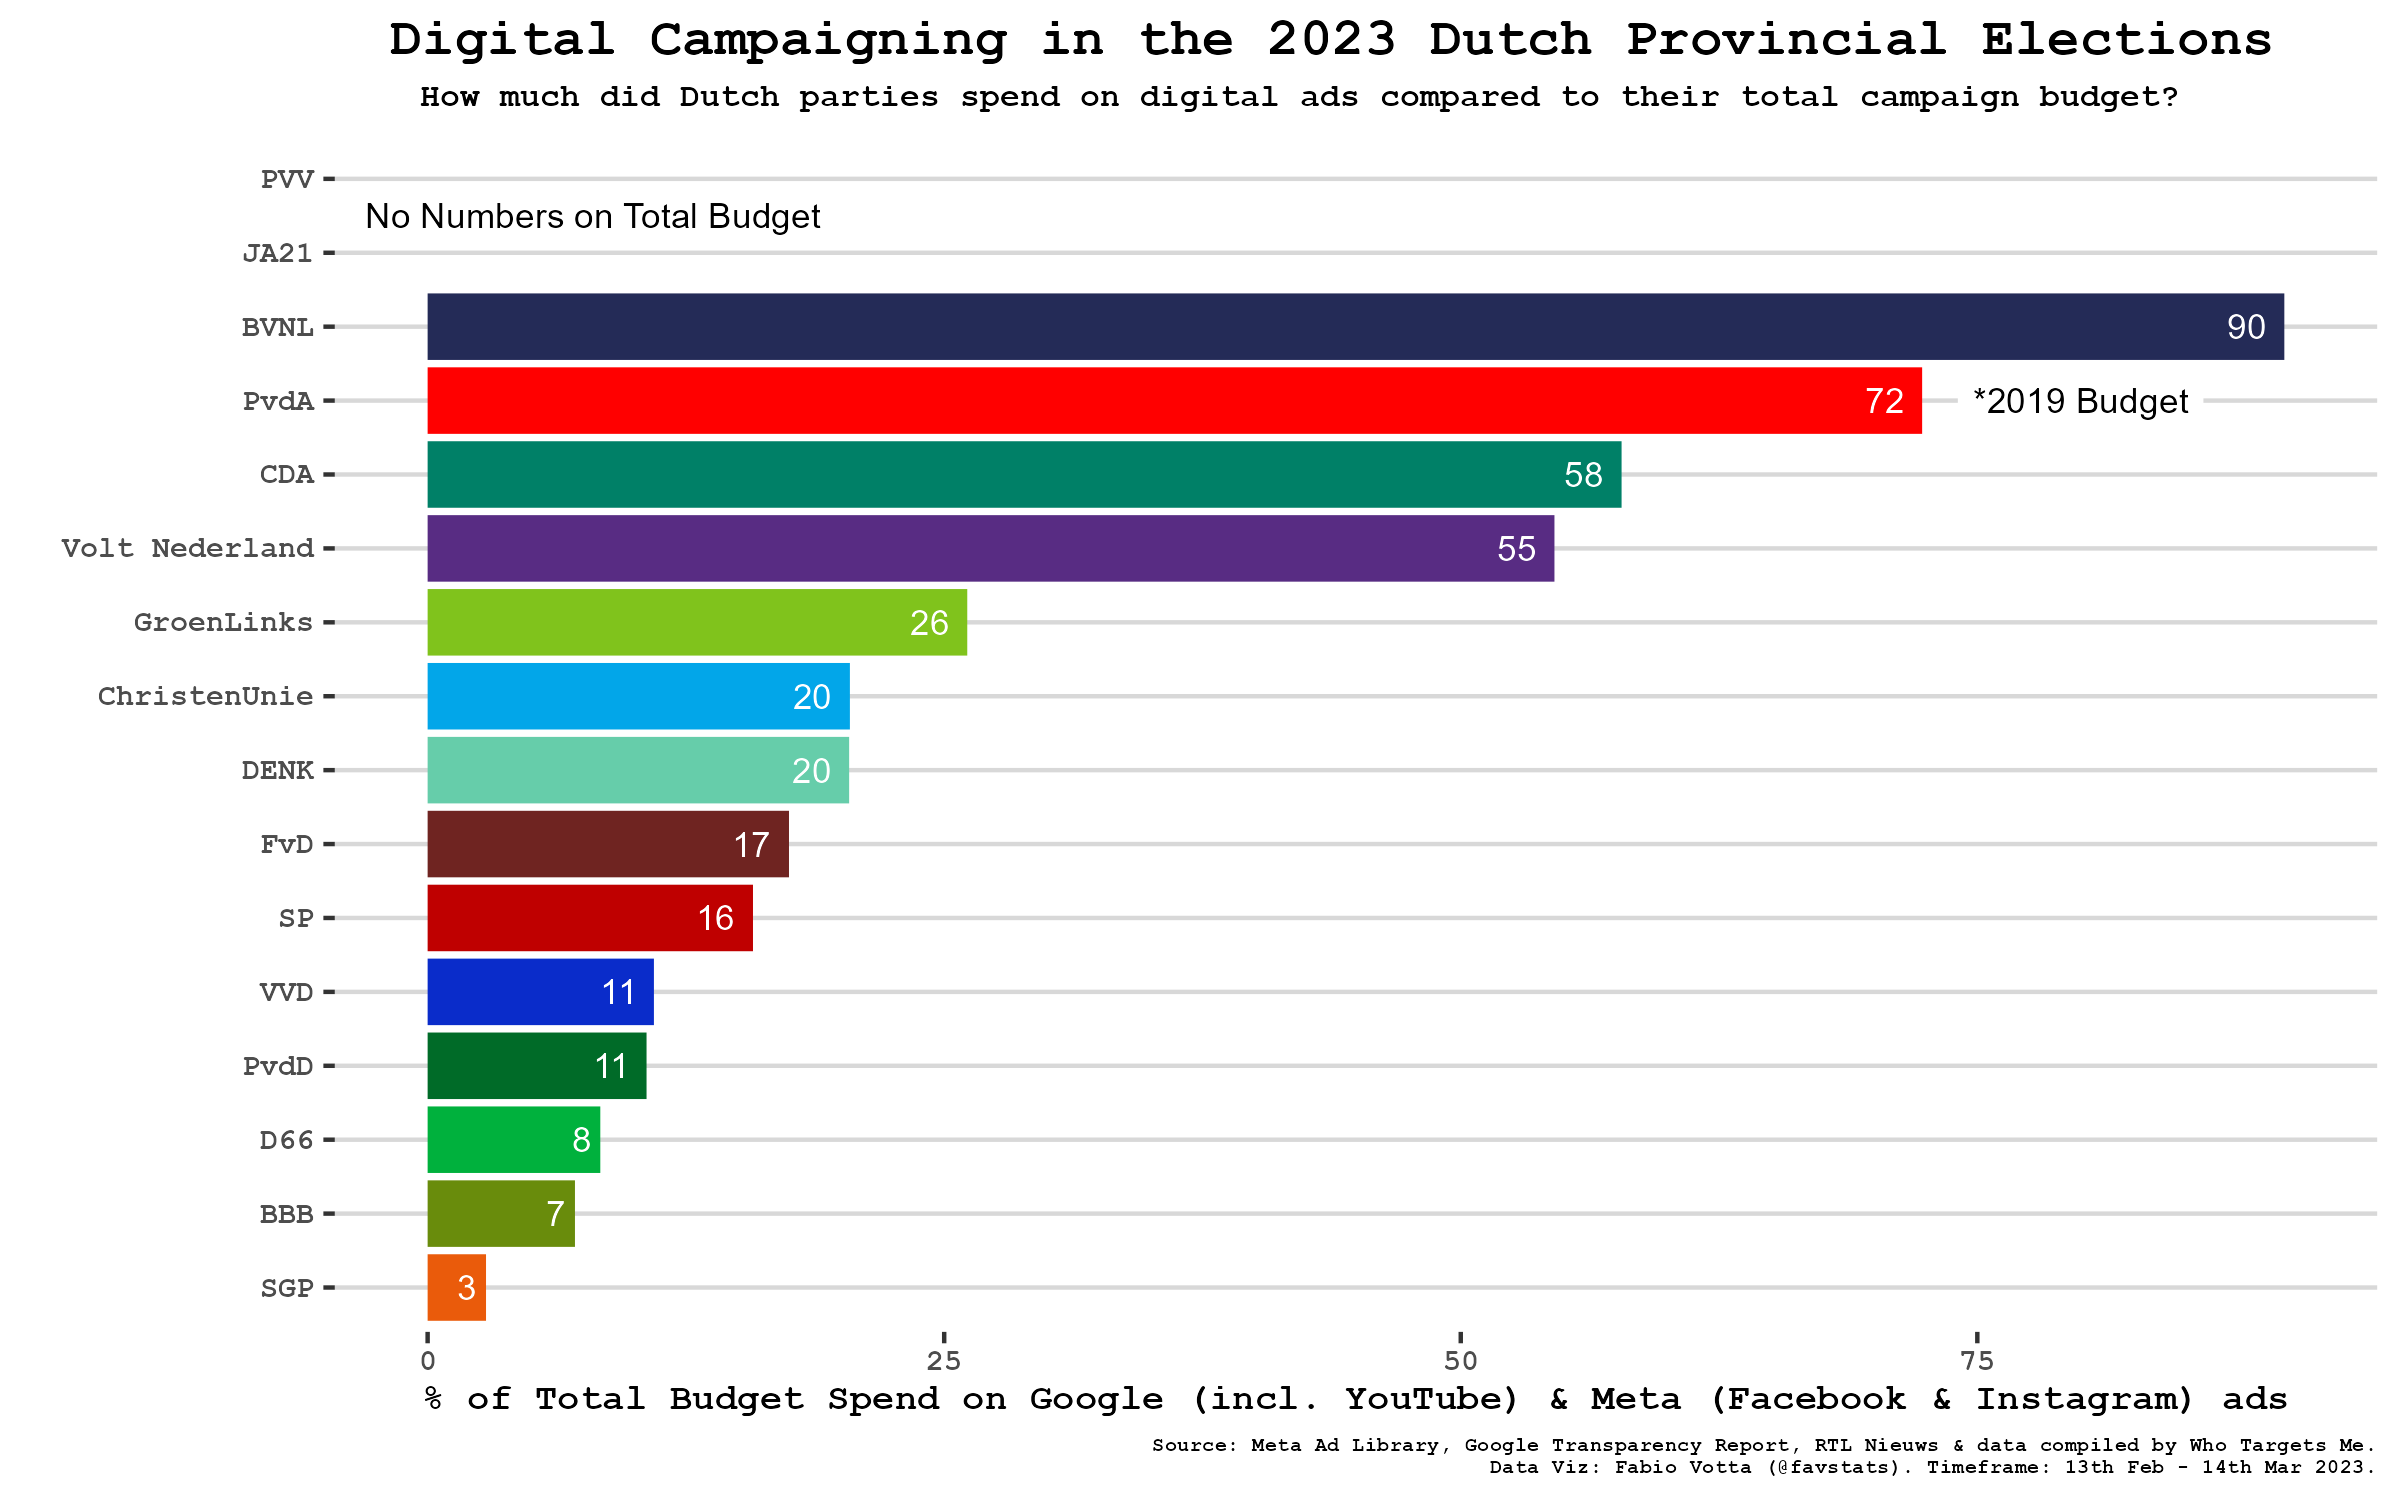 Digital Campaigning in the 2023 Dutch Provincial Elections
How much did Dutch parties spend on digital ads compared to their total campaign budget?
PVV
No Numbers on Total Budget
JA21
BVNL 90
PvdA 72 *2019 Budget
CDA 58
Volt Nederland 55
GroenLinks 26
ChristenUnie 20
DENK 20
FvD 17
SP 16
VVD 11
PvdD 11
D66 8
BBB 7
SGP 3
0 25 50 75
% of Total Budget Spend on Google (incl. YouTube) & Meta (Facebook & Instagram) ads
Source: Meta Ad Library, Google Transparency Report, RTL Nieuws & data compiled by Who Targets Me.
Data Viz: Fabio Votta (@favstats). Timeframe: 13th Feb - 14th Mar 2023.